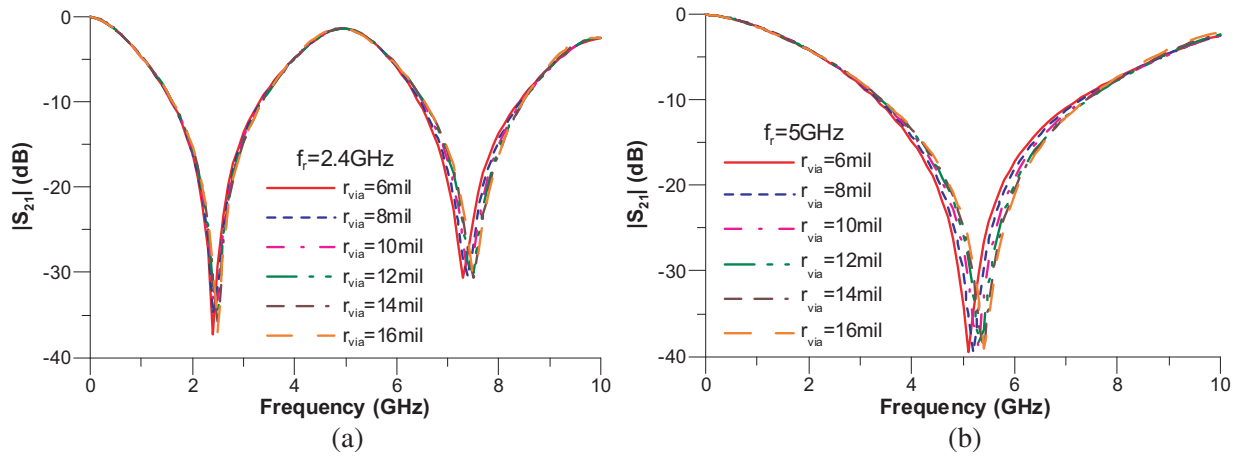 0
-10
-20
-30
-40
|S21| (dB)
fr=2.4GHz
rvia=6mil
rvia=8mil
rvia=10mil
rvia=12mil
rvia=14mil
rvia=16mil
0 2 4 6 8 10
Frequency (GHz)
(a)
0
-10
-20
-30
-40
|S21| (dB)
fr=5GHz
rvia=6mil
rvia=8mil
rvia=10mil
rvia=12mil
rvia=14mil
rvia=16mil
0 2 4 6 8 10
Frequency (GHz)
(b)